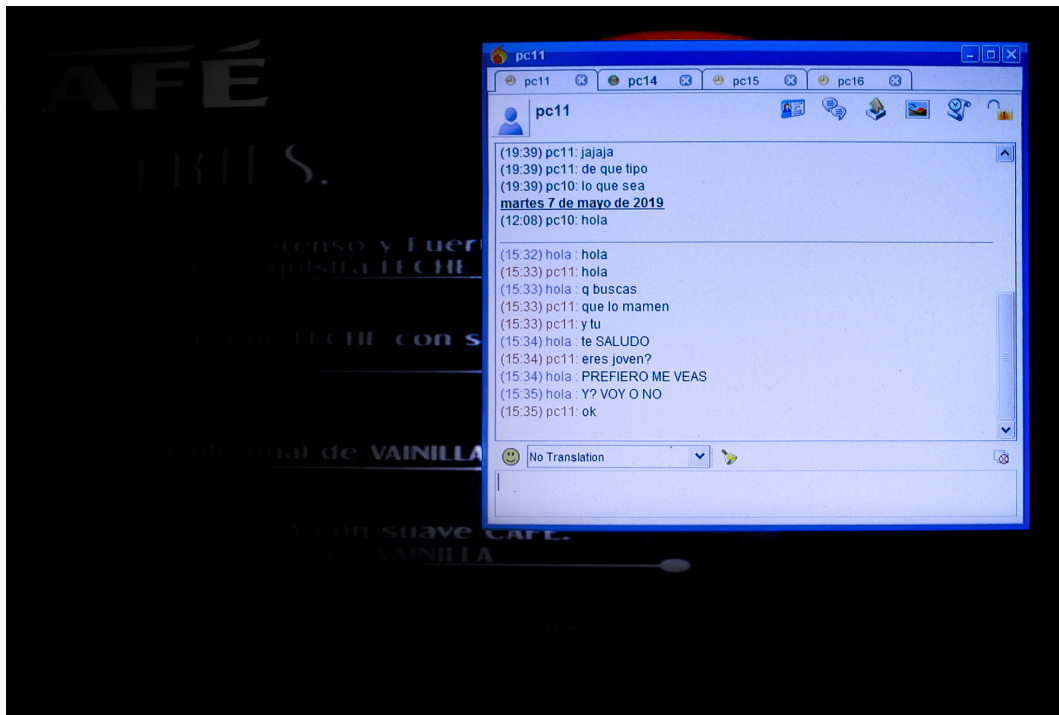 CAFÉ
S.
pc11
pc11 pc14 pc15 pc16
pc11
(19:39) pc11: jajaja
(19:39) pc11: de que tipo
(19:39) pc10: lo que sea
martes 7 de mayo de 2019
(12:08) pc10: hola
(15:32) hola : hola
(15:33) pc11: hola
(15:33) hola : q buscas
(15:33) pc11: que lo mamen
(15:33) pc11: y tu
(15:34) hola : te SALUDO
(15:34) pc11: eres joven?
(15:34) hola : PREFIERO ME VEAS
(15:35) hola : Y? VOY O NO
(15:35) pc11: ok
No Translation
y
LECHE
LECHE con
final de VAINILLA
con suave CAFÉ.
VAINILLA